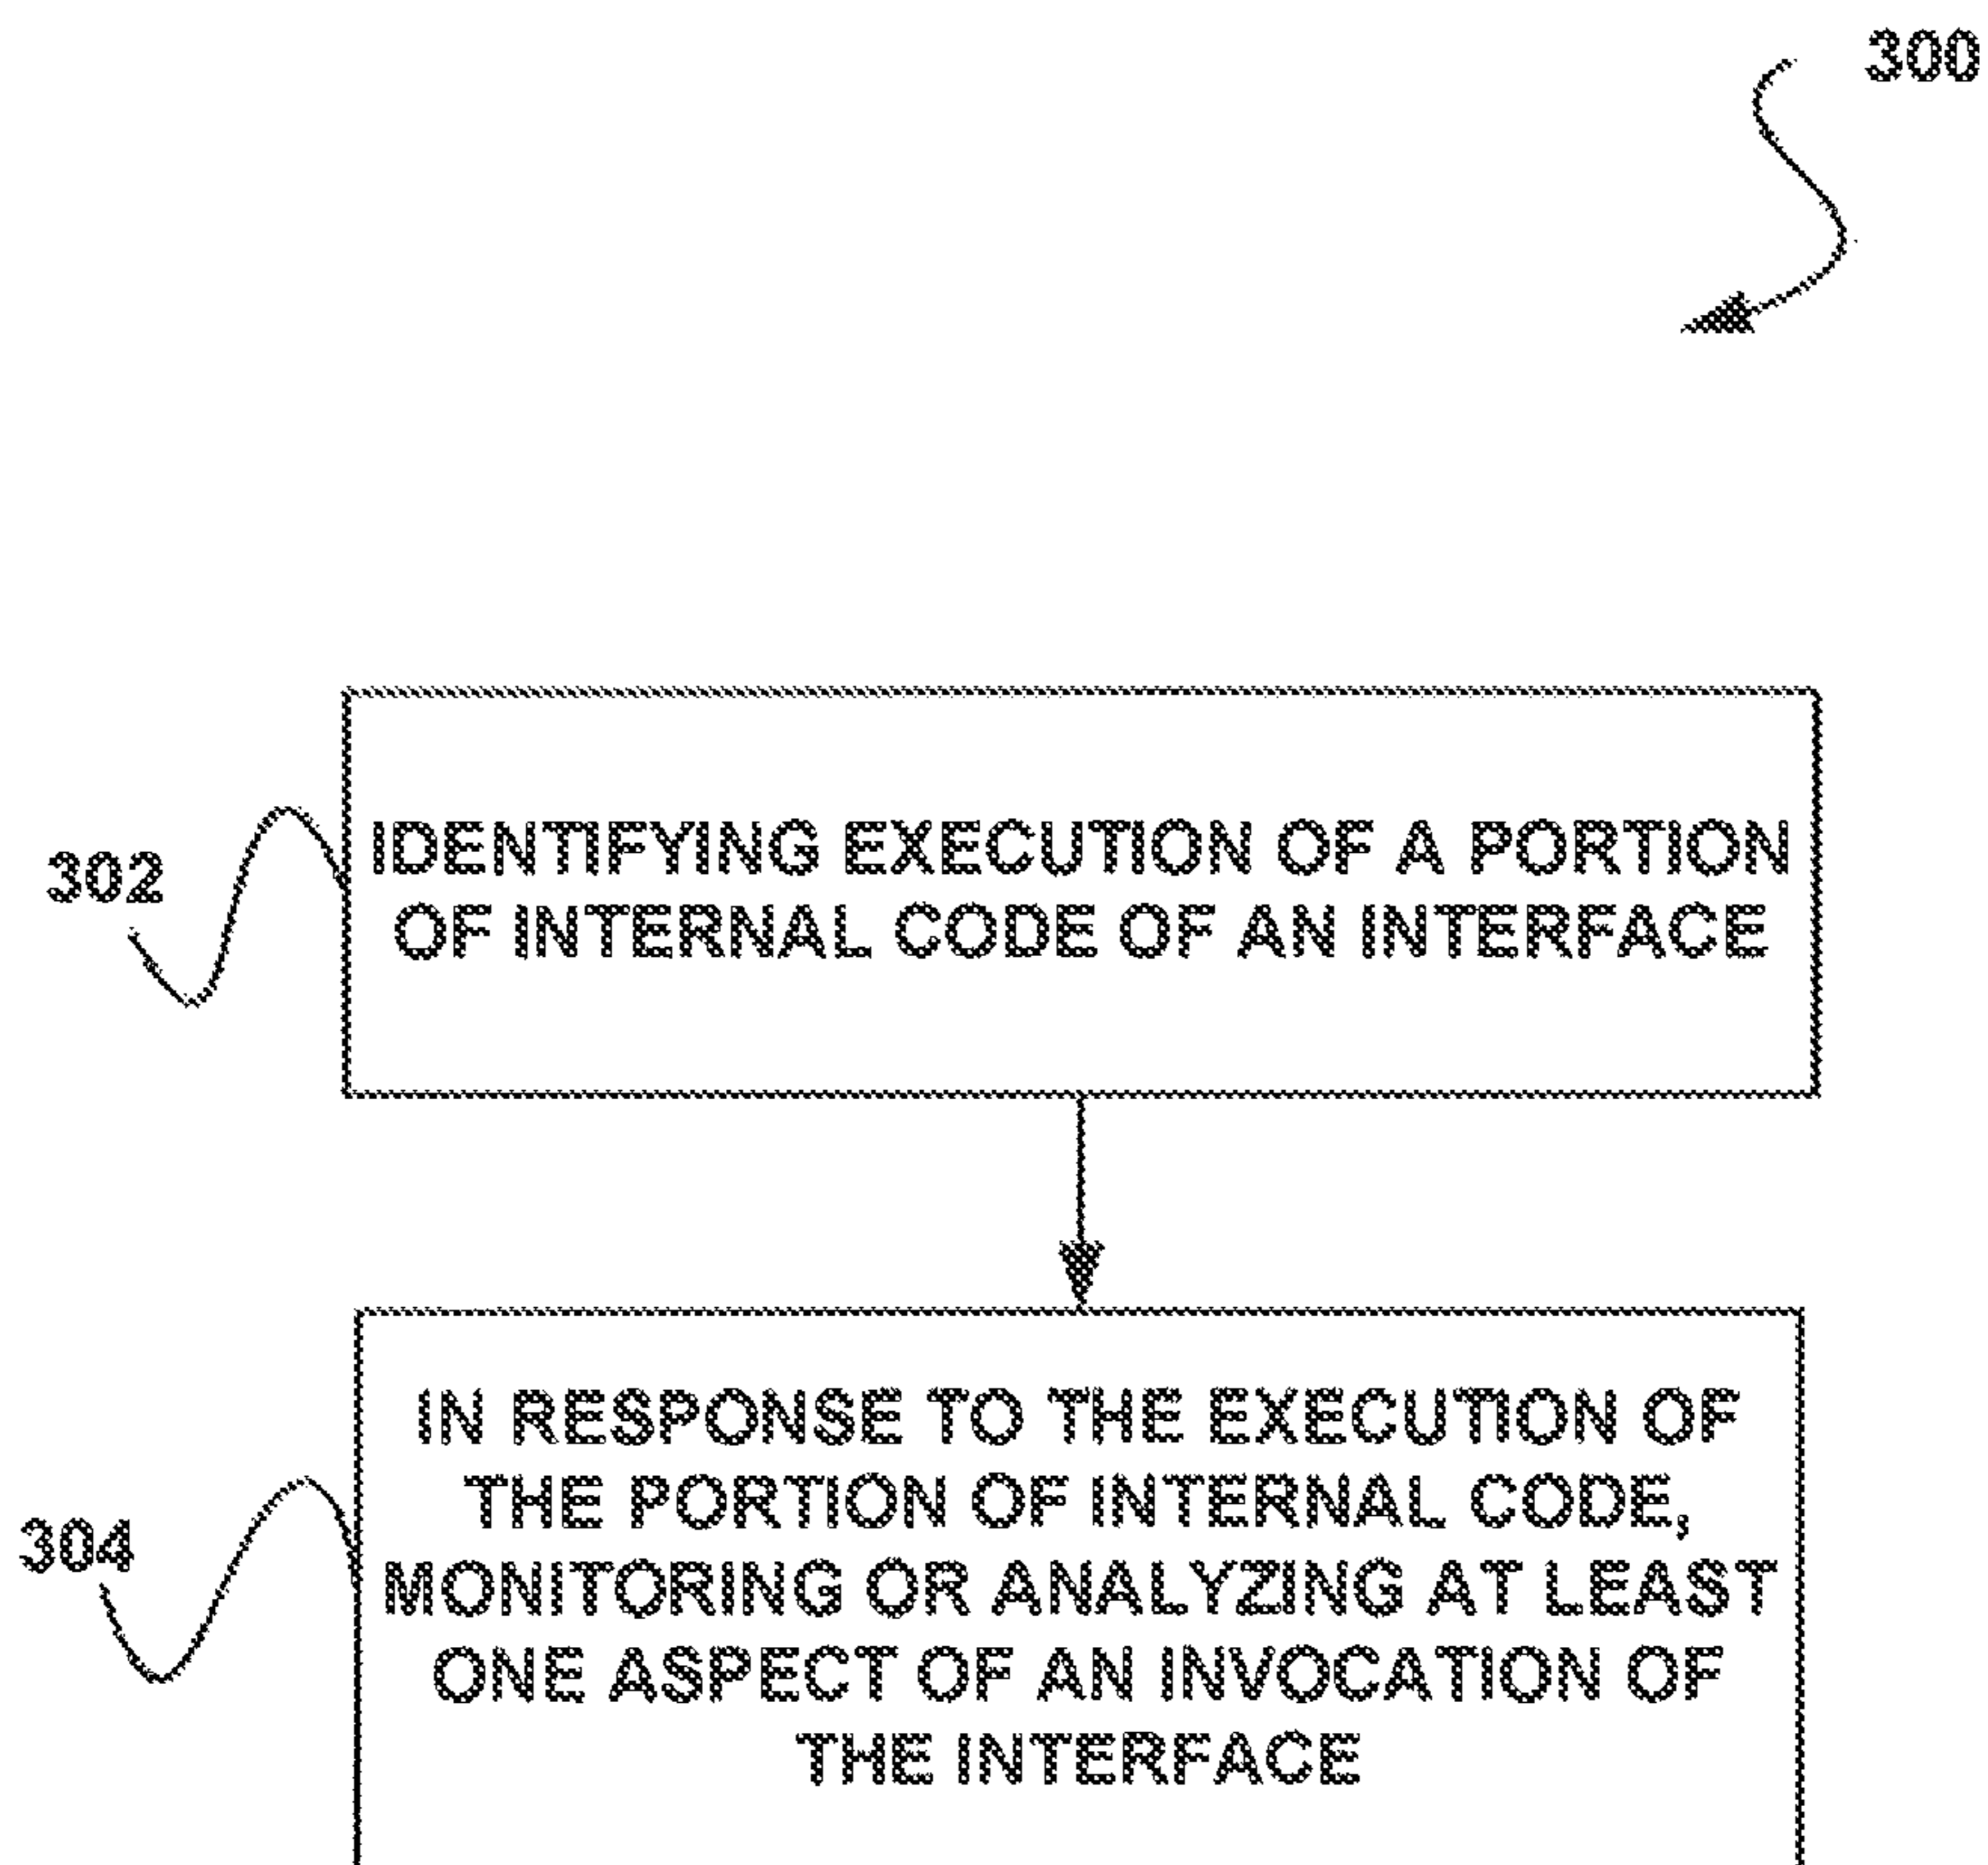 300
302
IDENTIFYING EXECUTION OF A PORTION
OF INTERNAL CODE OF AN INTERFACE
304
IN RESPONSE TO THE EXECUTION OF
THE PORTION OF INTERNAL CODE,
MONITORING OR ANALYZING AT LEAST
ONE ASPECT OF AN INVOCATION OF
THE INTERFACE